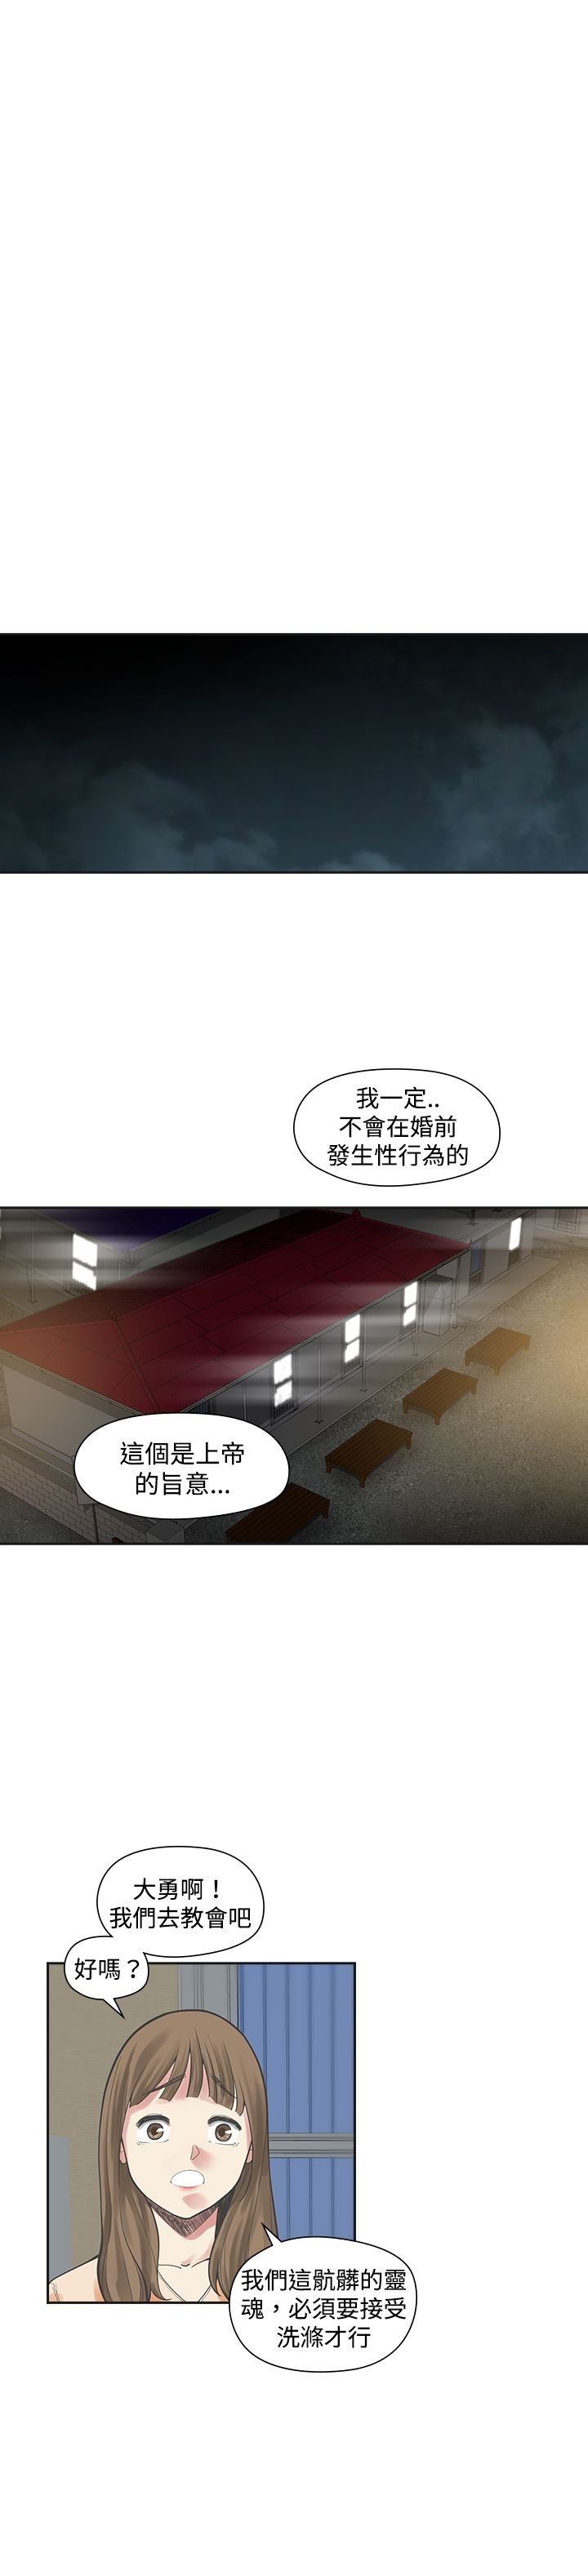 我一定..
不會在婚前
發生性行為的
這個是上帝
的旨意...
大勇啊！
我們去教會吧
好嗎？
我們這骯髒的靈
魂，必須要接受
洗滌才行